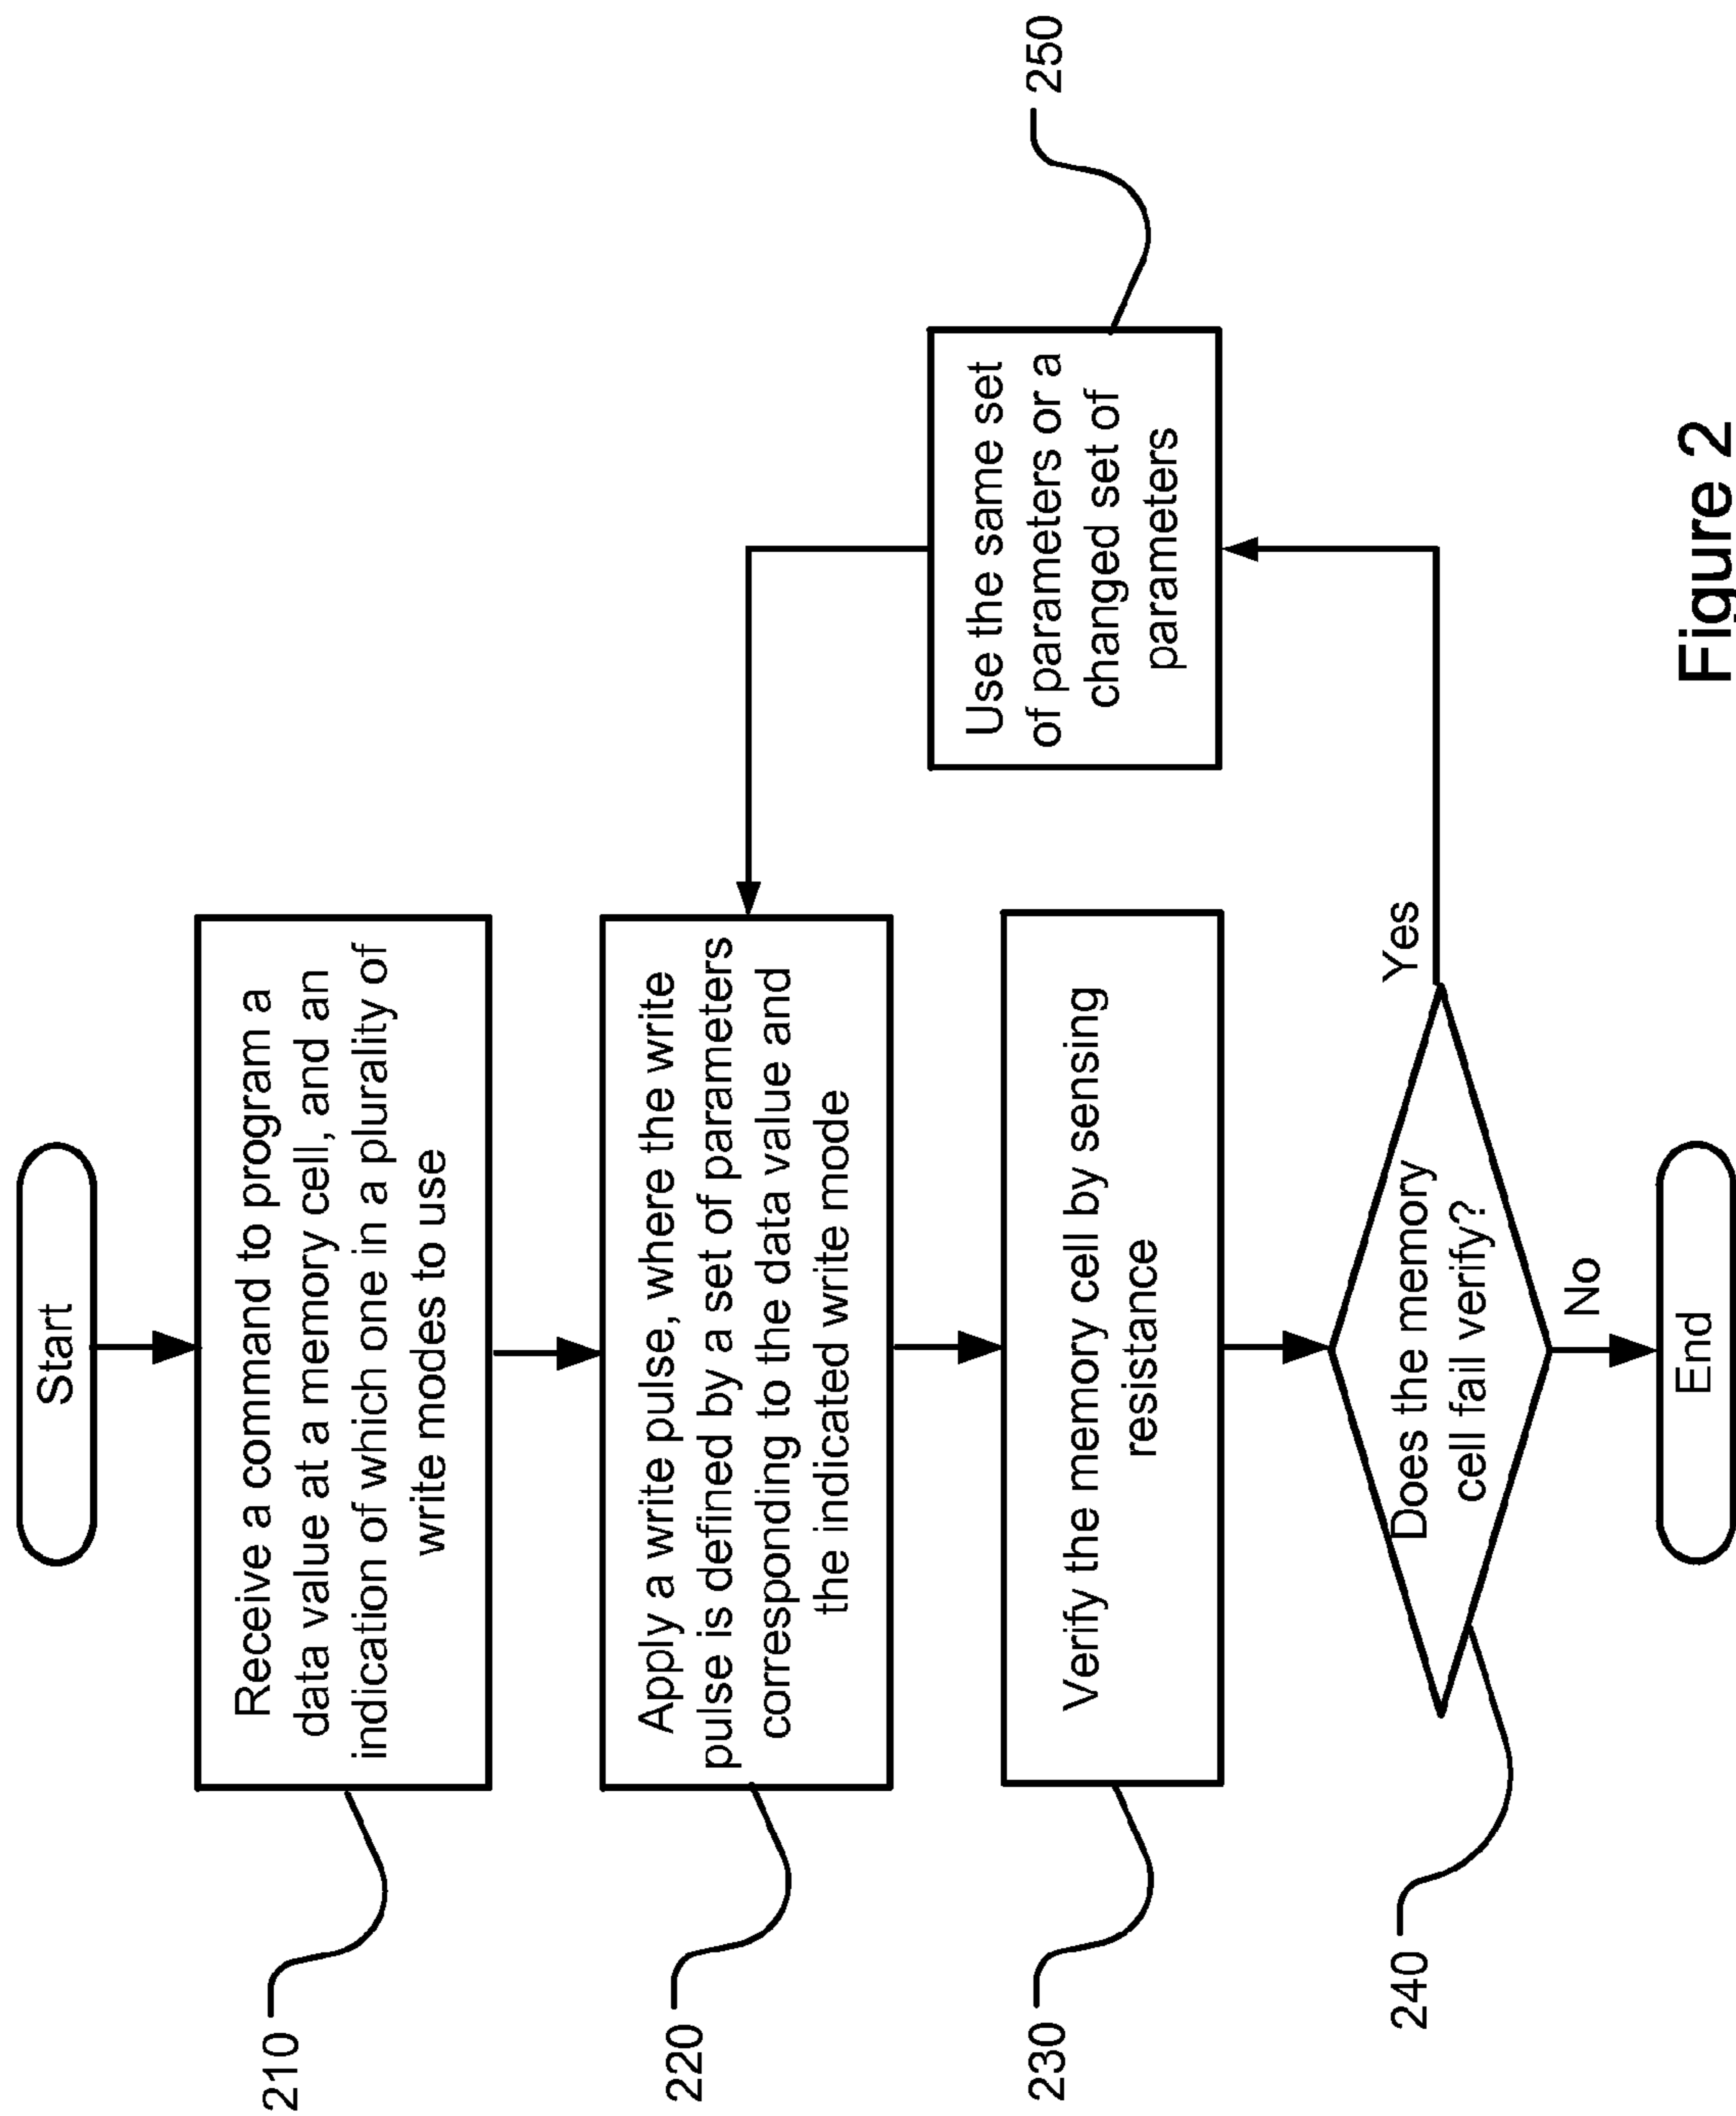 Start
210
Receive a command to program a
data value at a memory cell, and an
indication of which one in a plurality of
write modes to use
220
Apply a write pulse, where the write
pulse is defined by a set of parameters
corresponding to the data value and
the indicated write mode
230
Verify the memory cell by sensing
resistance
240
Does the memory
cell fail verify?
Yes
No
250
Use the same set
of parameters or a
changed set of
parameters
End
Figure 2